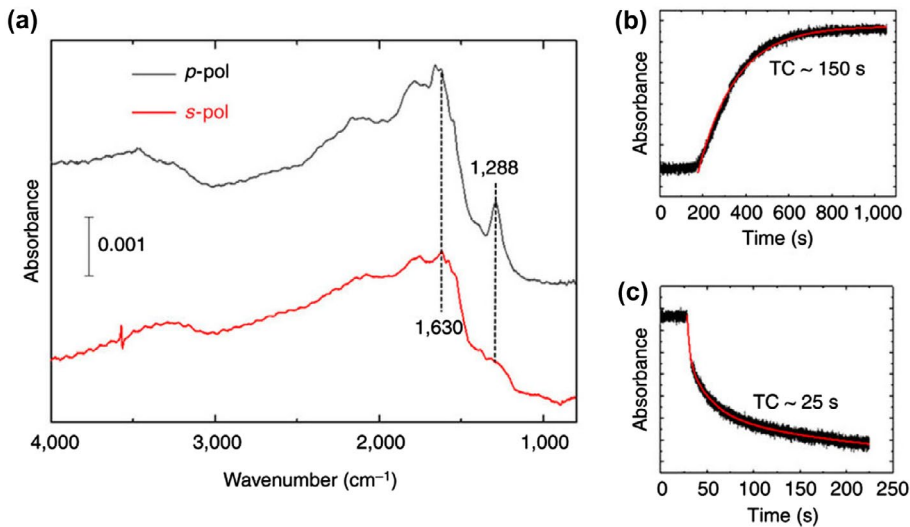 (a)
p-pol
s-pol
1,288
0.001
1,630
Absorbance
4,000 3,000 2,000 1,000
Wavenumber (cm⁻¹)
(b)
TC ~ 150 s
Absorbance
0 200 400 600 800 1,000
Time (s)
(c)
TC ~ 25 s
Absorbance
0 50 100 150 200 250
Time (s)